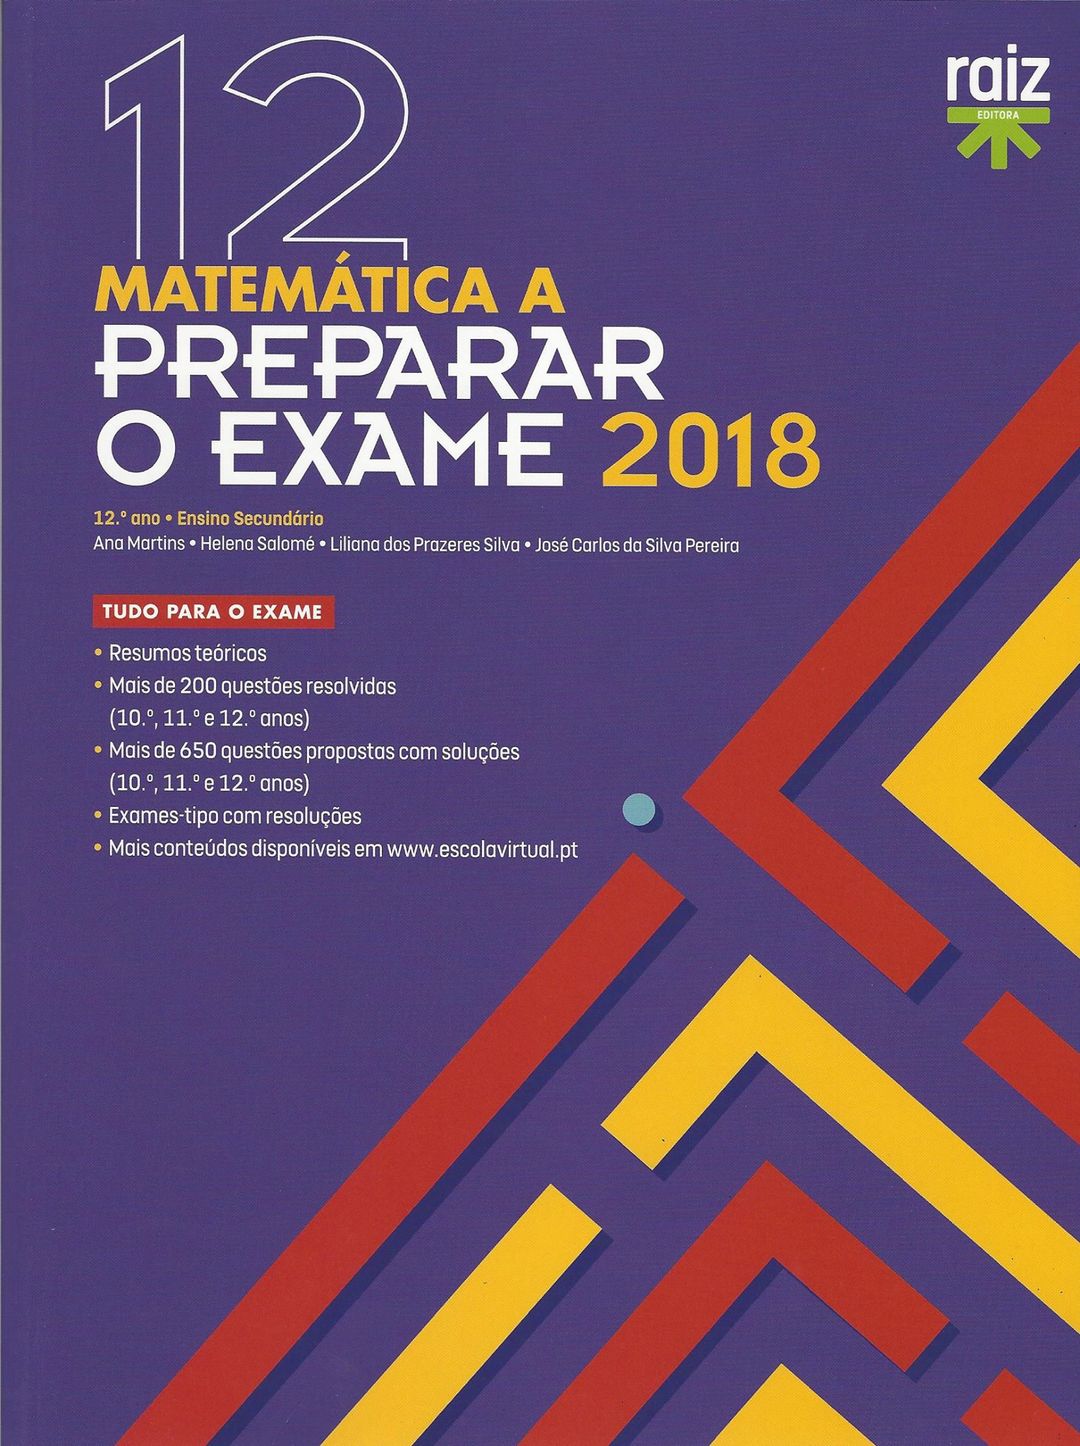 12
raiz
EDITORA
MATEMÁTICA A
PREPARAR
O EXAME 2018
12.º ano • Ensino Secundário
Ana Martins • Helena Salomé • Liliana dos Prazeres Silva • José Carlos da Silva Pereira
TUDO PARA O EXAME
• Resumos teóricos
• Mais de 200 questões resolvidas
(10.º, 11.º e 12.º anos)
• Mais de 650 questões propostas com soluções
(10.º, 11.º e 12.º anos)
• Exames-tipo com resoluções
• Mais conteúdos disponíveis em www.escolavirtual.pt